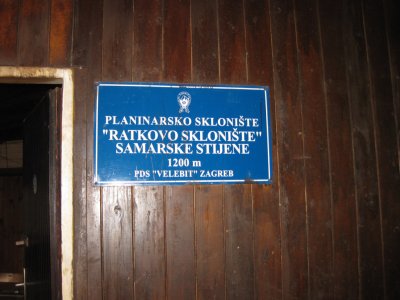 PLANINARSKO SKLONIŠTE
"RATKOVO SKLONIŠTE"
SAMARSKE STIJENE
1200 m
PDS "VELEBIT" ZAGREB